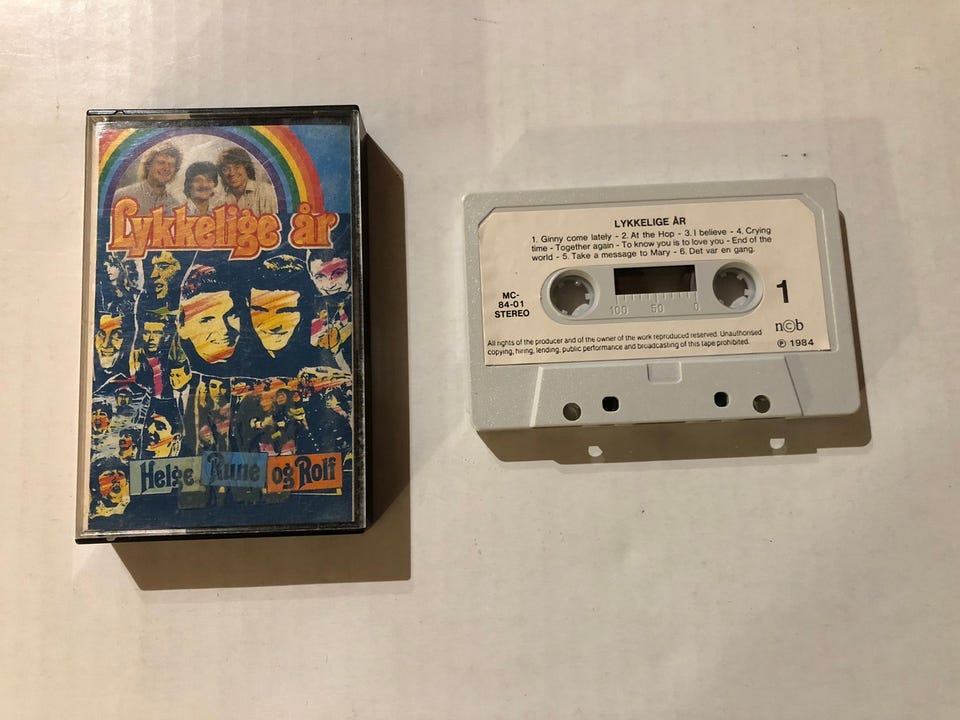 Lykkelige år
Helge Rune og Rolf
LYKKELIGE ÅR
1. Ginny come lately - 2. At the Hop - 3. I believe - 4. Crying
time - Together again - To know you is to love you - End of the
world - 5. Take a message to Mary - 6. Det var en gang.
MC-
84-01
STEREO
100 50 0
1
n©b
All rights of the producer and of the owner of the work reproduced reserved. Unauthorised
copying, hiring, lending, public performance and broadcasting of this tape prohibited.
℗ 1984